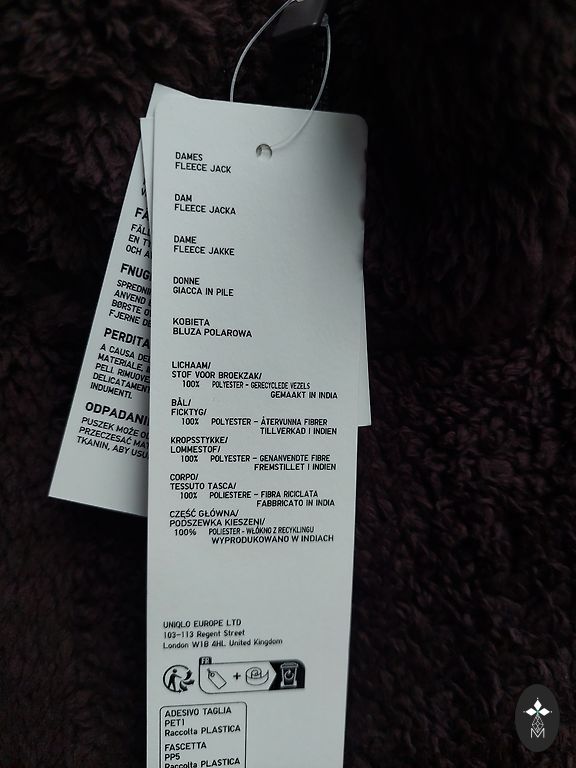 DAMES
FLEECE JACK
DAM
FLEECE JACKA
DAME
FLEECE JAKKE
DONNE
GIACCA IN PILE
KOBIETA
BLUZA POLAROWA
LICHAAM/
STOF VOOR BROEKZAK/
100% POLYESTER - GERECYCLEDE VEZELS
GEMAAKT IN INDIA
BÅL/
FICKTYG/
100% POLYESTER - ÅTERVUNNA FIBRER
TILLVERKAD I INDIEN
KROPSSTYKKE/
LOMMESTOF/
100% POLYESTER - GENANVENDTE FIBRE
FREMSTILLET I INDIEN
CORPO/
TESSUTO TASCA/
100% POLIESTERE - FIBRA RICICLATA
FABBRICATO IN INDIA
CZĘŚĆ GŁÓWNA/
PODSZEWKA KIESZENI/
100% POLIESTER - WŁÓKNO Z RECYKLINGU
WYPRODUKOWANO W INDIACH
UNIQLO EUROPE LTD
103-113 Regent Street
London W1B 4HL United Kingdom
FR
+
ADESIVO TAGLIA
PET1
Raccolta PLASTICA
FASCETTA
PP5
Raccolta PLASTICA
EN TY
OCH A
FNUG
SPREDNI
ANVEND
BØRSTE O
FJERNE DE
PERDITA
A CAUSA DE
MATERIALE,
PELI. RIMUOVE
DELICATAMENT
INDUMENTI.
ODPADANI
PUSZEK MOŻE OD
PRZECZESAĆ MAT
TKANIN, ABY USU
M